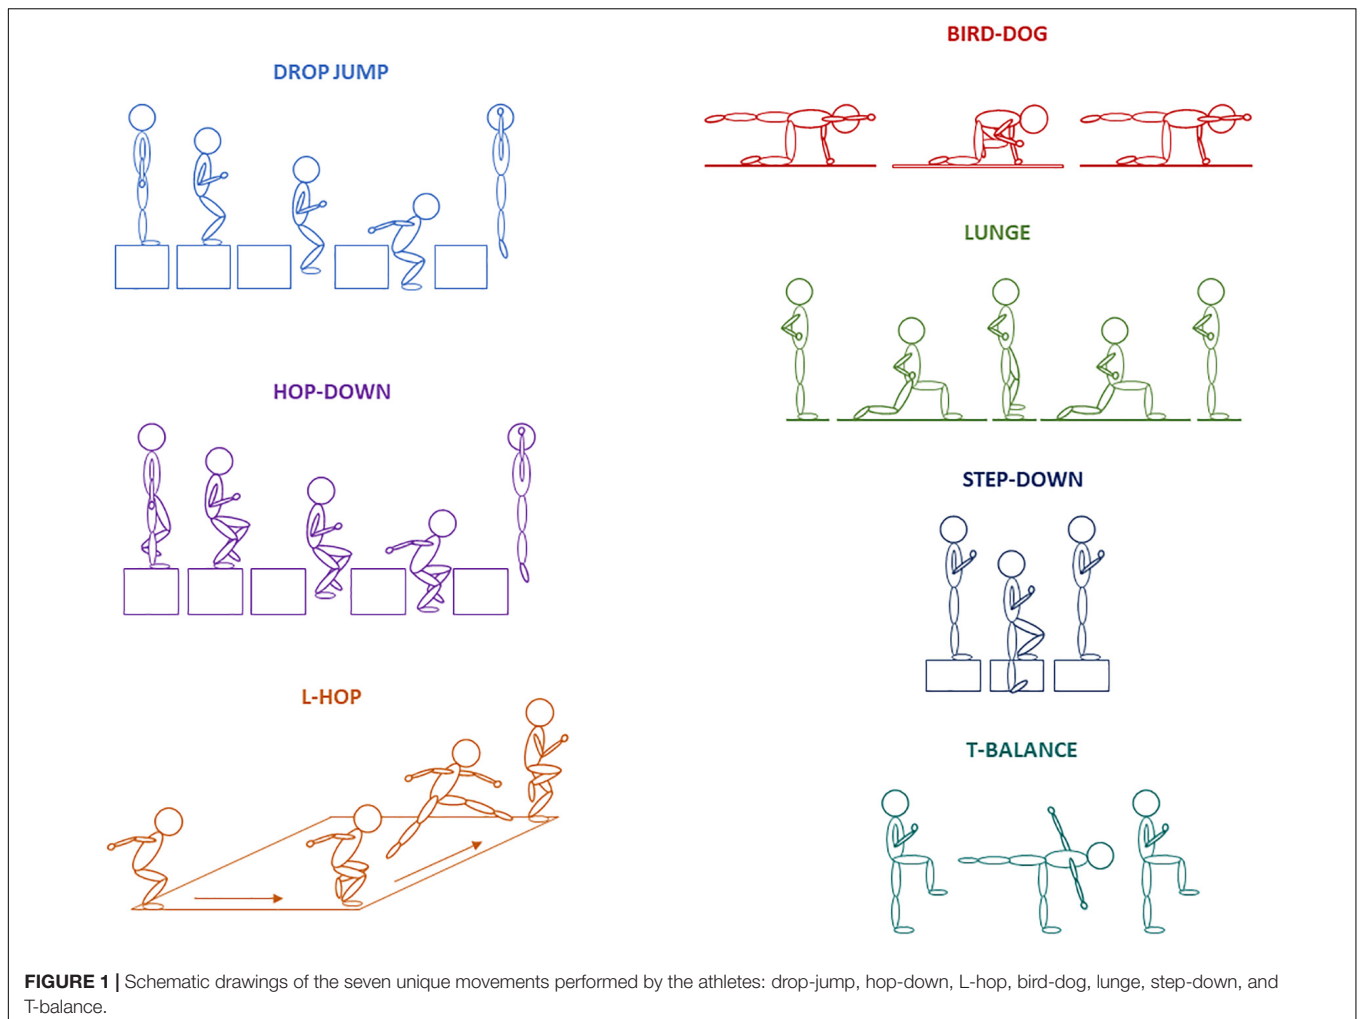 DROP JUMP
HOP-DOWN
L-HOP
BIRD-DOG
LUNGE
STEP-DOWN
T-BALANCE
FIGURE 1 | Schematic drawings of the seven unique movements performed by the athletes: drop-jump, hop-down, L-hop, bird-dog, lunge, step-down, and
T-balance.